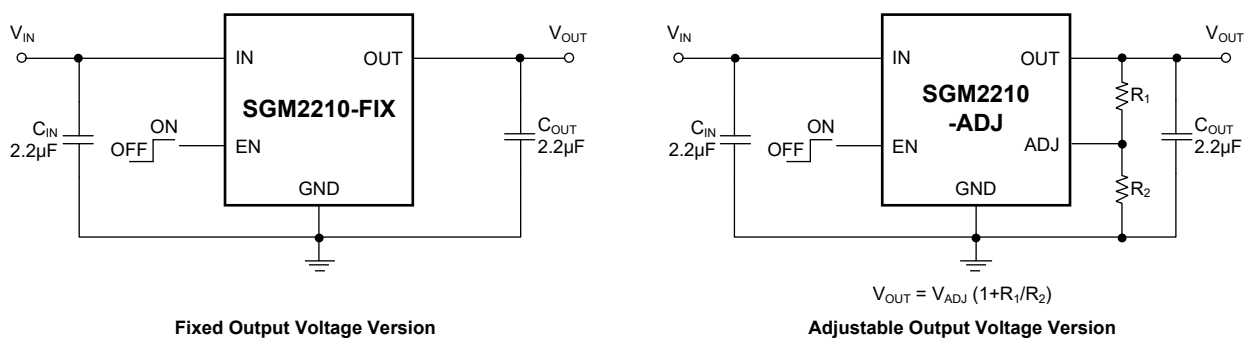 V_IN
V_OUT
IN
OUT
SGM2210-FIX
C_IN
2.2µF
ON
OFF
EN
C_OUT
2.2µF
GND
Fixed Output Voltage Version
V_IN
V_OUT
IN
OUT
SGM2210
-ADJ
R_1
C_IN
2.2µF
ON
OFF
EN
ADJ
C_OUT
2.2µF
R_2
GND
V_OUT = V_ADJ (1+R_1/R_2)
Adjustable Output Voltage Version